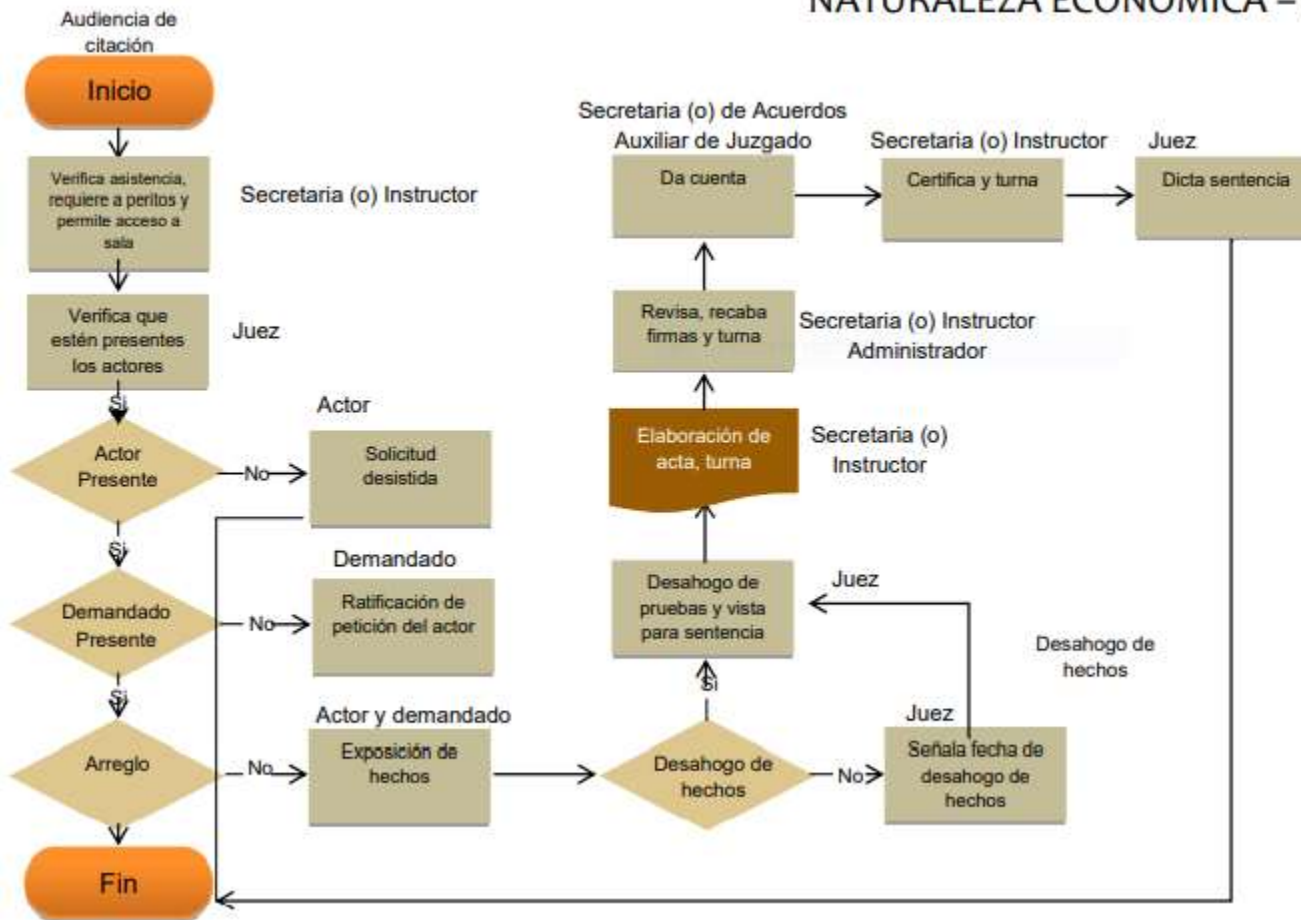 NATURALEZA ECONÓMICA –
Audiencia de
citación
Inicio
Verifica asistencia,
requiere a peritos y
permite acceso a
sala
Secretaria (o) Instructor
Verifica que
estén presentes
los actores
Juez
Si
Actor
Presente
No
Actor
Solicitud
desistida
Si
Demandado
Presente
No
Demandado
Ratificación de
petición del actor
Si
Arreglo
No
Actor y demandado
Exposición de
hechos
Fin
Desahogo de
hechos
No
Juez
Señala fecha de
desahogo de
hechos
Desahogo de
hechos
Si
Desahogo de
pruebas y vista
para sentencia
Juez
Elaboración de
acta, turna
Secretaria (o)
Instructor
Revisa, recaba
firmas y turna
Secretaria (o) Instructor
Administrador
Secretaria (o) de Acuerdos
Auxiliar de Juzgado
Da cuenta
Secretaria (o) Instructor
Certifica y turna
Juez
Dicta sentencia